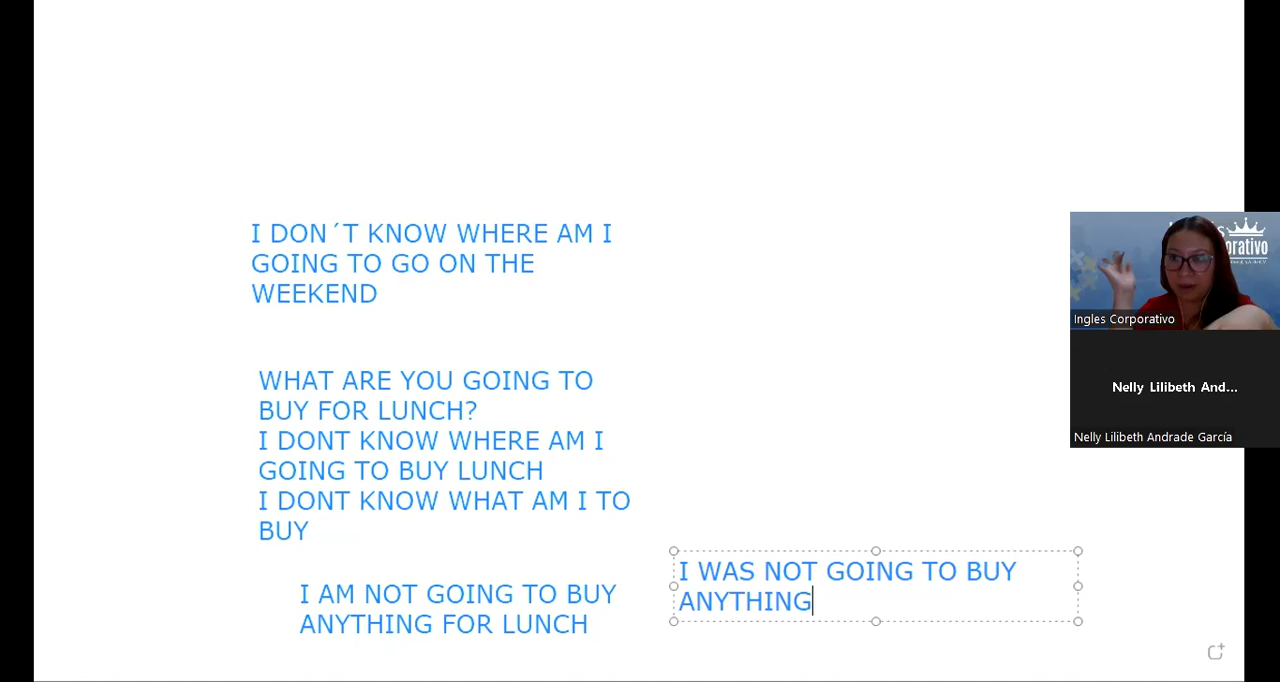 I DON´T KNOW WHERE AM I
GOING TO GO ON THE
WEEKEND
WHAT ARE YOU GOING TO
BUY FOR LUNCH?
I DONT KNOW WHERE AM I
GOING TO BUY LUNCH
I DONT KNOW WHAT AM I TO
BUY
I AM NOT GOING TO BUY
ANYTHING FOR LUNCH
I WAS NOT GOING TO BUY
ANYTHING
Ingles Corporativo
Nelly Lilibeth And...
Nelly Lilibeth Andrade García